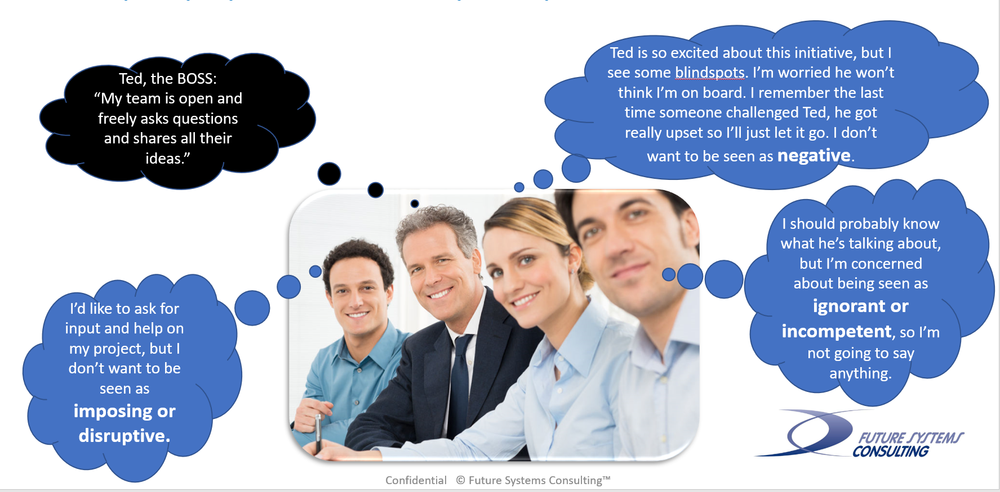 Ted, the BOSS:
“My team is open and
freely asks questions
and shares all their
ideas.”
Ted is so excited about this initiative, but I
see some blindspots. I’m worried he won’t
think I’m on board. I remember the last
time someone challenged Ted, he got
really upset so I’ll just let it go. I don’t
want to be seen as negative.
I should probably know
what he’s talking about,
but I’m concerned
about being seen as
ignorant or
incompetent, so I’m
not going to say
anything.
I’d like to ask for
input and help on
my project, but I
don’t want to be
seen as
imposing or
disruptive.
FUTURE SYSTEMS
CONSULTING
Confidential © Future Systems Consulting™